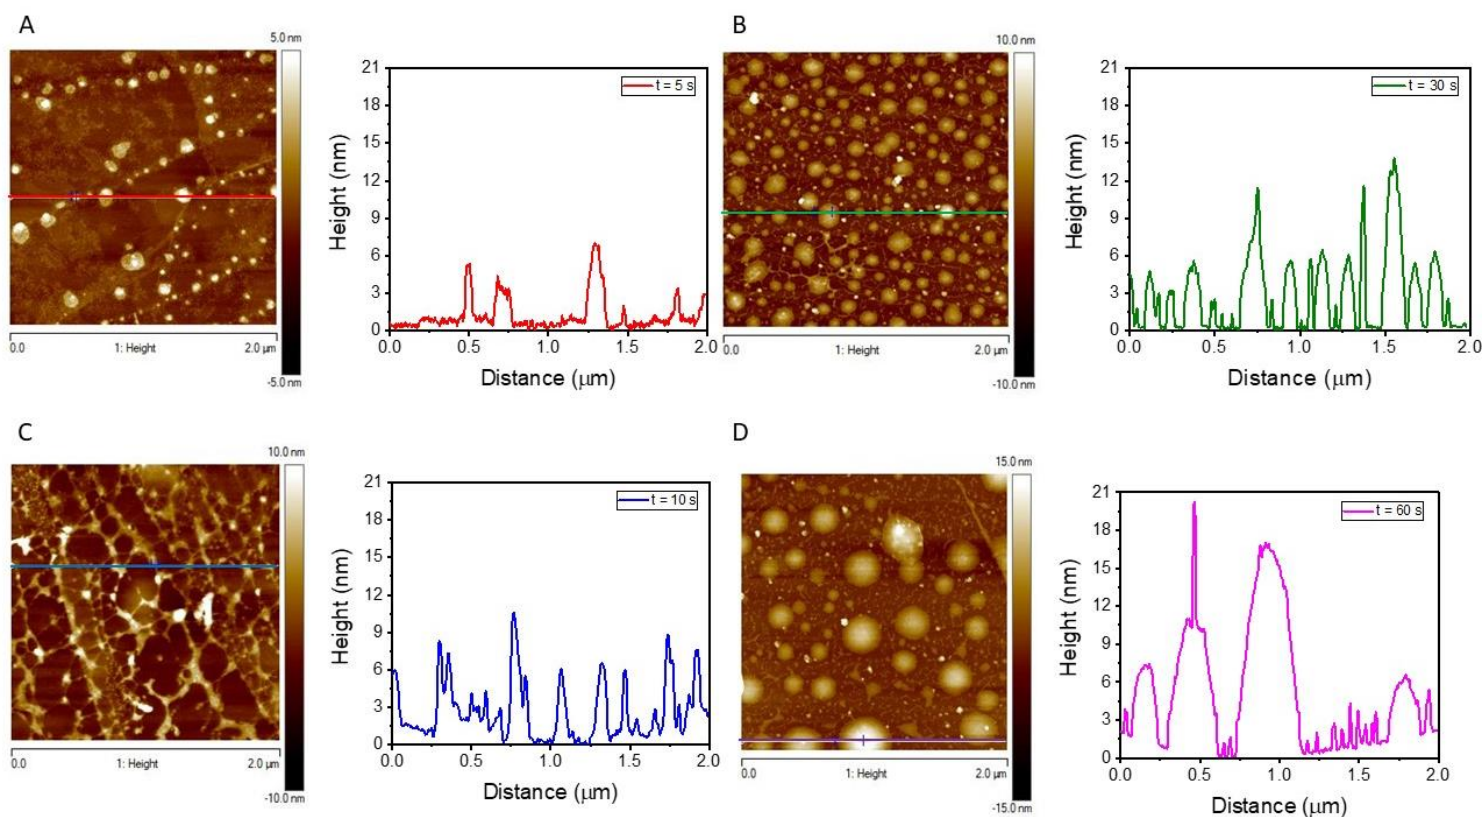 A
5.0 nm
-5.0 nm
0.0 1: Height 2.0 µm
21
18
15
12
9
6
3
0
Height (nm)
t = 5 s
0.0 0.5 1.0 1.5 2.0
Distance (µm)
B
10.0 nm
-10.0 nm
0.0 1: Height 2.0 µm
21
18
15
12
9
6
3
0
Height (nm)
t = 30 s
0.0 0.5 1.0 1.5 2.0
Distance (µm)
C
10.0 nm
-10.0 nm
0.0 1: Height 2.0 µm
21
18
15
12
9
6
3
0
Height (nm)
t = 10 s
0.0 0.5 1.0 1.5 2.0
Distance (µm)
D
15.0 nm
-15.0 nm
0.0 1: Height 2.0 µm
21
18
15
12
9
6
3
0
Height (nm)
t = 60 s
0.0 0.5 1.0 1.5 2.0
Distance (µm)